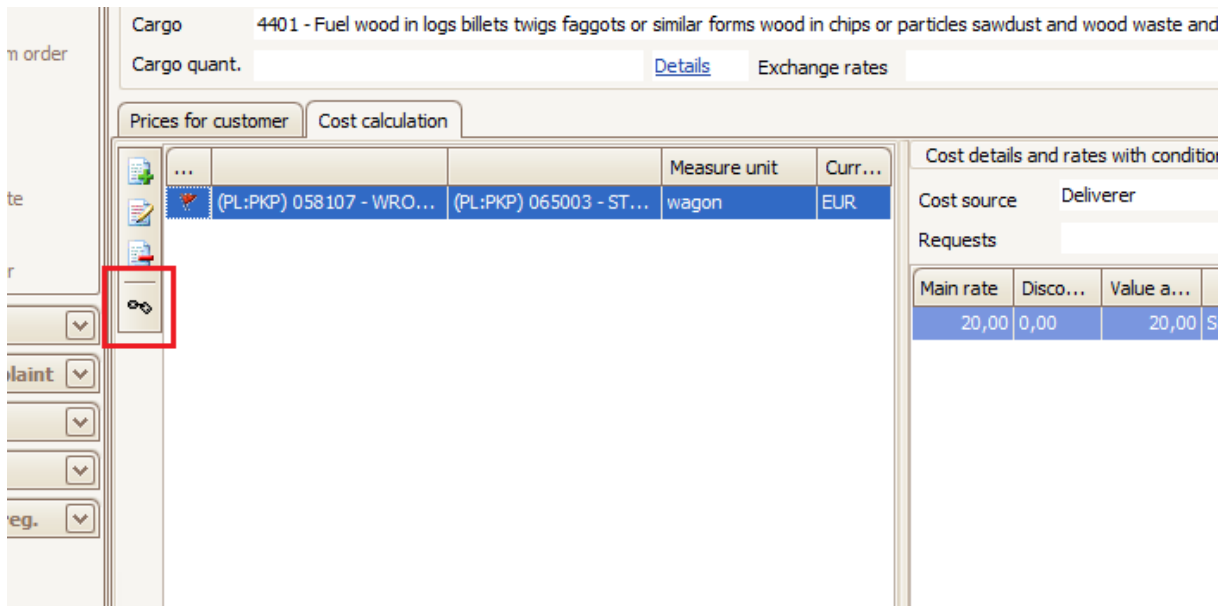 Cargo 4401 - Fuel wood in logs billets twigs faggots or similar forms wood in chips or particles sawdust and wood waste and
m order
Cargo quant. Details Exchange rates
Prices for customer Cost calculation
... Measure unit Curr... Cost details and rates with condition
te (PL:PKP) 058107 - WRO... (PL:PKP) 065003 - ST... wagon EUR Cost source Deliverer
Requests
r
Main rate Disco... Value a...
20,00 0,00 20,00 S
laint
eg.